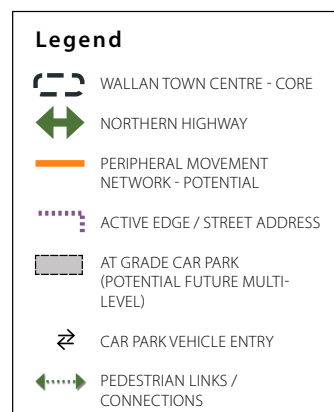 Legend
WALLAN TOWN CENTRE - CORE
NORTHERN HIGHWAY
PERIPHERAL MOVEMENT
NETWORK - POTENTIAL
ACTIVE EDGE / STREET ADDRESS
AT GRADE CAR PARK
(POTENTIAL FUTURE MULTI-
LEVEL)
CAR PARK VEHICLE ENTRY
PEDESTRIAN LINKS /
CONNECTIONS